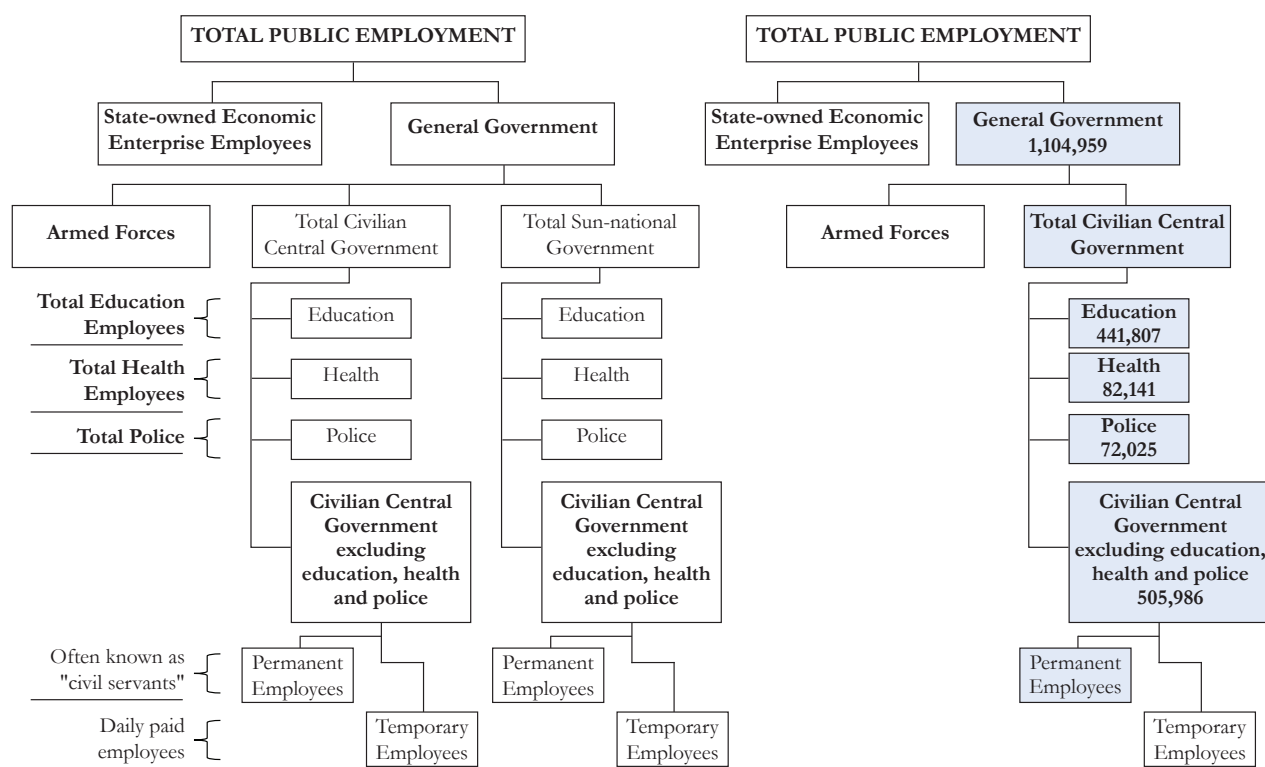 TOTAL PUBLIC EMPLOYMENT
State-owned Economic
Enterprise Employees
General Government
Armed Forces
Total Civilian
Central Government
Total Sun-national
Government
Total Education
Employees
Education
Education
Total Health
Employees
Health
Health
Total Police
Police
Police
Civilian Central
Government
excluding
education, health
and police
Civilian Central
Government
excluding
education, health
and police
Often known as
"civil servants"
Permanent
Employees
Permanent
Employees
Daily paid
employees
Temporary
Employees
Temporary
Employees
TOTAL PUBLIC EMPLOYMENT
State-owned Economic
Enterprise Employees
General Government
1,104,959
Armed Forces
Total Civilian Central
Government
Education
441,807
Health
82,141
Police
72,025
Civilian Central
Government
excluding education,
health and police
505,986
Permanent
Employees
Temporary
Employees